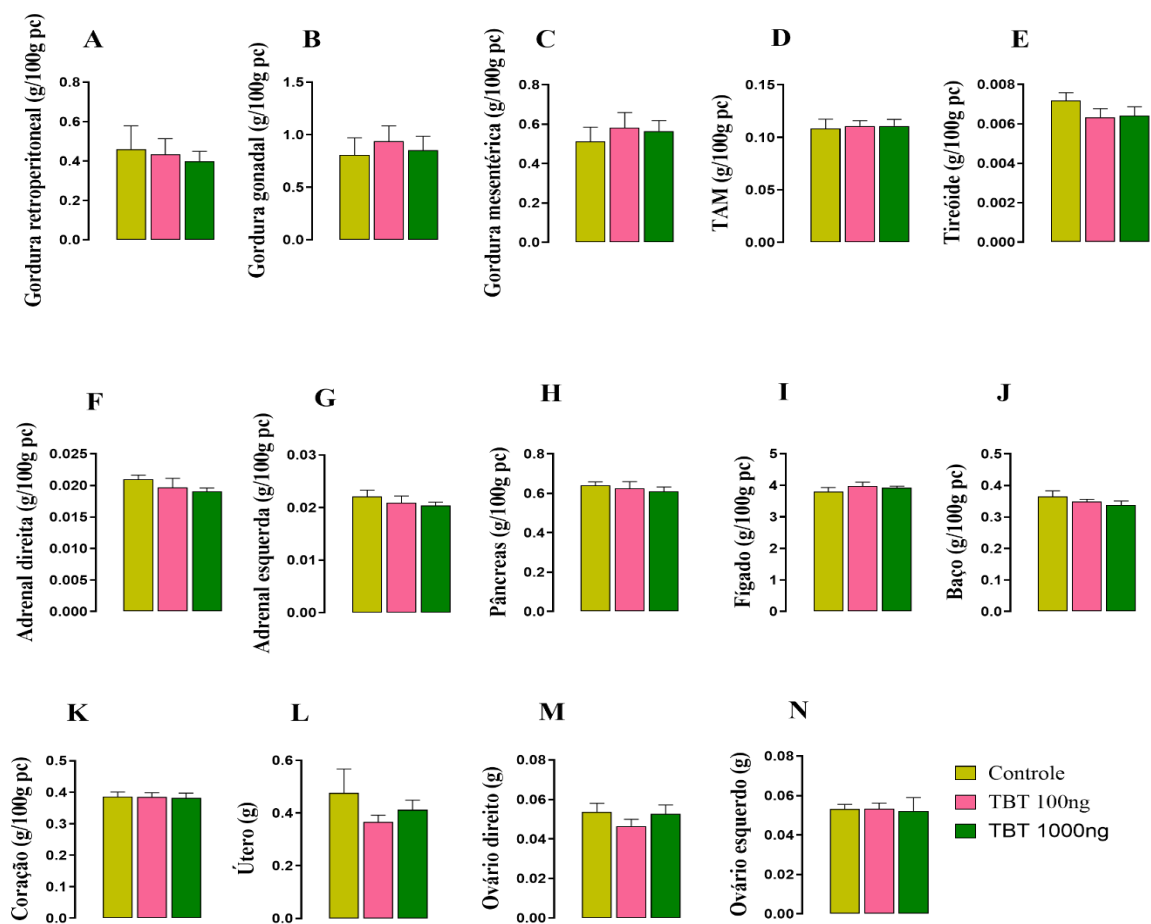 A
Gordura retroperitoneal (g/100g pc)
0.8
0.6
0.4
0.2
0.0
B
Gordura gonadal (g/100g pc)
1.5
1.0
0.5
0.0
C
Gordura mesentérica (g/100g pc)
0.8
0.6
0.4
0.2
0.0
D
TAM (g/100g pc)
0.15
0.10
0.05
0.00
E
Tireóide (g/100g pc)
0.008
0.006
0.004
0.002
0.000
F
Adrenal direita (g/100g pc)
0.025
0.020
0.015
0.010
0.005
0.000
G
Adrenal esquerda (g/100g pc)
0.03
0.02
0.01
0.00
H
Pâncreas (g/100g pc)
0.8
0.6
0.4
0.2
0.0
I
Fígado (g/100g pc)
4
3
2
1
0
J
Baço (g/100g pc)
0.5
0.4
0.3
0.2
0.1
0.0
K
Coração (g/100g pc)
0.5
0.4
0.3
0.2
0.1
0.0
L
Útero (g)
0.6
0.4
0.2
0.0
M
Ovário direito (g)
0.08
0.06
0.04
0.02
0.00
N
Ovário esquerdo (g)
0.08
0.06
0.04
0.02
0.00
Controle
TBT 100ng
TBT 1000ng